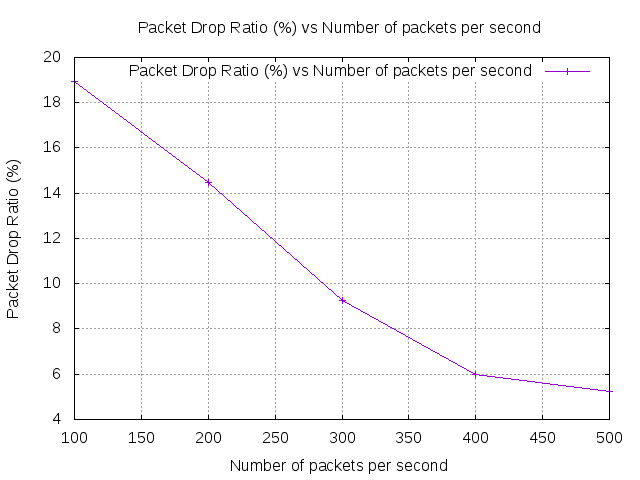 Packet Drop Ratio (%) vs Number of packets per second
Packet Drop Ratio (%) vs Number of packets per second
20
18
16
14
12
10
8
6
4
Packet Drop Ratio (%)
100 150 200 250 300 350 400 450 500
Number of packets per second